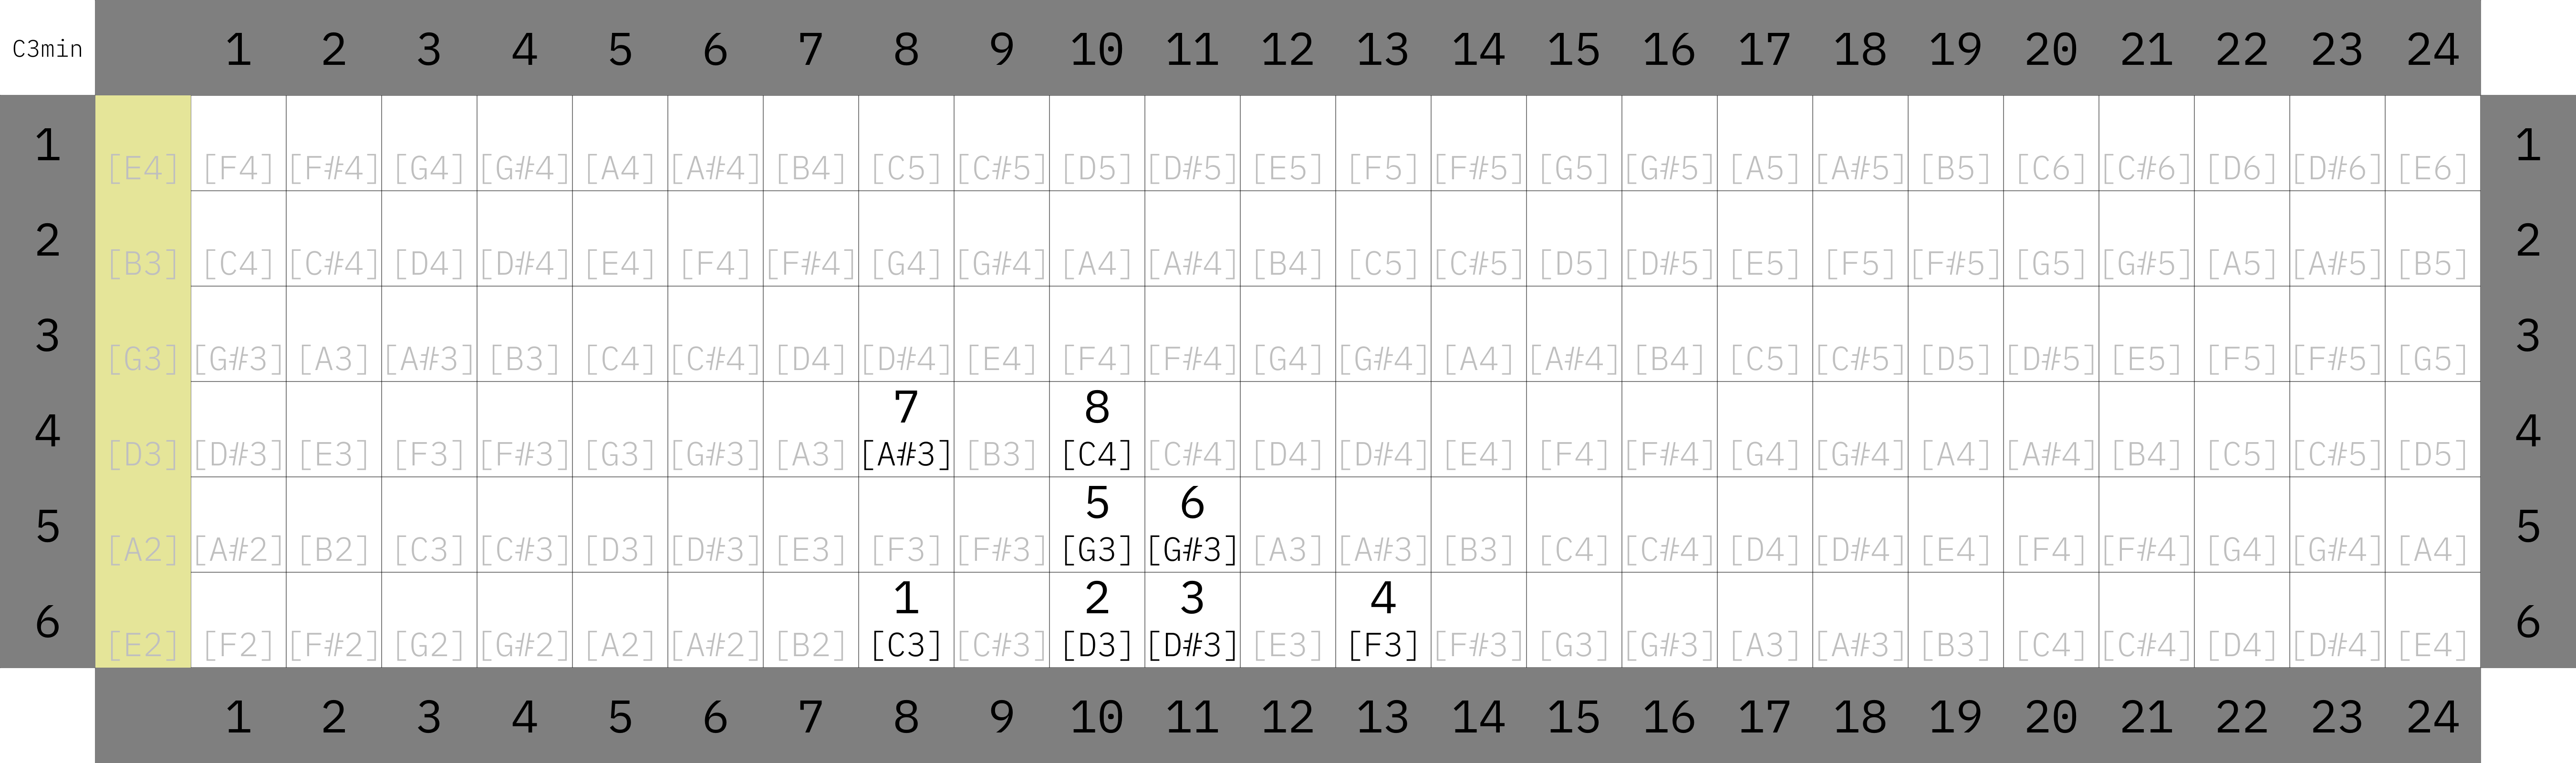 C3min 1 2 3 4 5 6 7 8 9 10 11 12 13 14 15 16 17 18 19 20 21 22 23 24
1 [E4] [F4] [F#4] [G4] [G#4] [A4] [A#4] [B4] [C5] [C#5] [D5] [D#5] [E5] [F5] [F#5] [G5] [G#5] [A5] [A#5] [B5] [C6] [C#6] [D6] [D#6] [E6] 1
2 [B3] [C4] [C#4] [D4] [D#4] [E4] [F4] [F#4] [G4] [G#4] [A4] [A#4] [B4] [C5] [C#5] [D5] [D#5] [E5] [F5] [F#5] [G5] [G#5] [A5] [A#5] [B5] 2
3 [G3] [G#3] [A3] [A#3] [B3] [C4] [C#4] [D4] [D#4] [E4] [F4] [F#4] [G4] [G#4] [A4] [A#4] [B4] [C5] [C#5] [D5] [D#5] [E5] [F5] [F#5] [G5] 3
7 8
4 [D3] [D#3] [E3] [F3] [F#3] [G3] [G#3] [A3] [A#3] [B3] [C4] [C#4] [D4] [D#4] [E4] [F4] [F#4] [G4] [G#4] [A4] [A#4] [B4] [C5] [C#5] [D5] 4
5 6
5 [A2] [A#2] [B2] [C3] [C#3] [D3] [D#3] [E3] [F3] [F#3] [G3] [G#3] [A3] [A#3] [B3] [C4] [C#4] [D4] [D#4] [E4] [F4] [F#4] [G4] [G#4] [A4] 5
1 2 3 4
6 [E2] [F2] [F#2] [G2] [G#2] [A2] [A#2] [B2] [C3] [C#3] [D3] [D#3] [E3] [F3] [F#3] [G3] [G#3] [A3] [A#3] [B3] [C4] [C#4] [D4] [D#4] [E4] 6
1 2 3 4 5 6 7 8 9 10 11 12 13 14 15 16 17 18 19 20 21 22 23 24